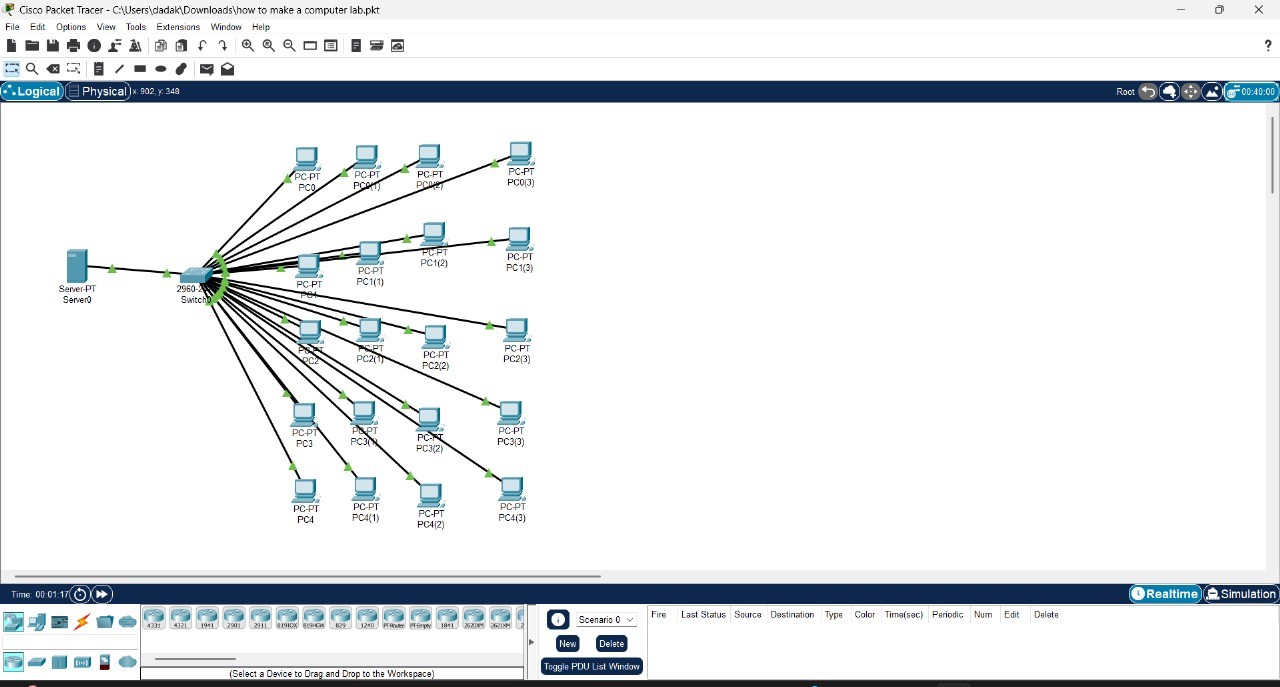 Cisco Packet Tracer - C:\Users\dadak\Downloads\how to make a computer lab.pkt
File Edit Options View Tools Extensions Window Help
?
Logical Physical x: 902, y: 348 Root 00:40:00
PC-PT
PC0
PC-PT
PC0(1)
PC-PT
PC0(2)
PC-PT
PC0(3)
PC-PT
PC1
PC-PT
PC1(1)
PC-PT
PC1(2)
PC-PT
PC1(3)
Server-PT
Server0
Switch0
PC-PT
PC2
PC-PT
PC2(1)
PC-PT
PC2(2)
PC-PT
PC2(3)
PC-PT
PC3
PC-PT
PC3(1)
PC-PT
PC3(2)
PC-PT
PC3(3)
PC-PT
PC4
PC-PT
PC4(1)
PC-PT
PC4(2)
PC-PT
PC4(3)
Time: 00:01:17 Realtime Simulation
4331 4321 1941 2901 2911 819IOX 819HGW 829 1240 PT-Router PT-Empty 1841 2620XM 2621XM
(Select a Device to Drag and Drop to the Workspace)
Scenario 0
New Delete
Toggle PDU List Window
Fire Last Status Source Destination Type Color Time(sec) Periodic Num Edit Delete